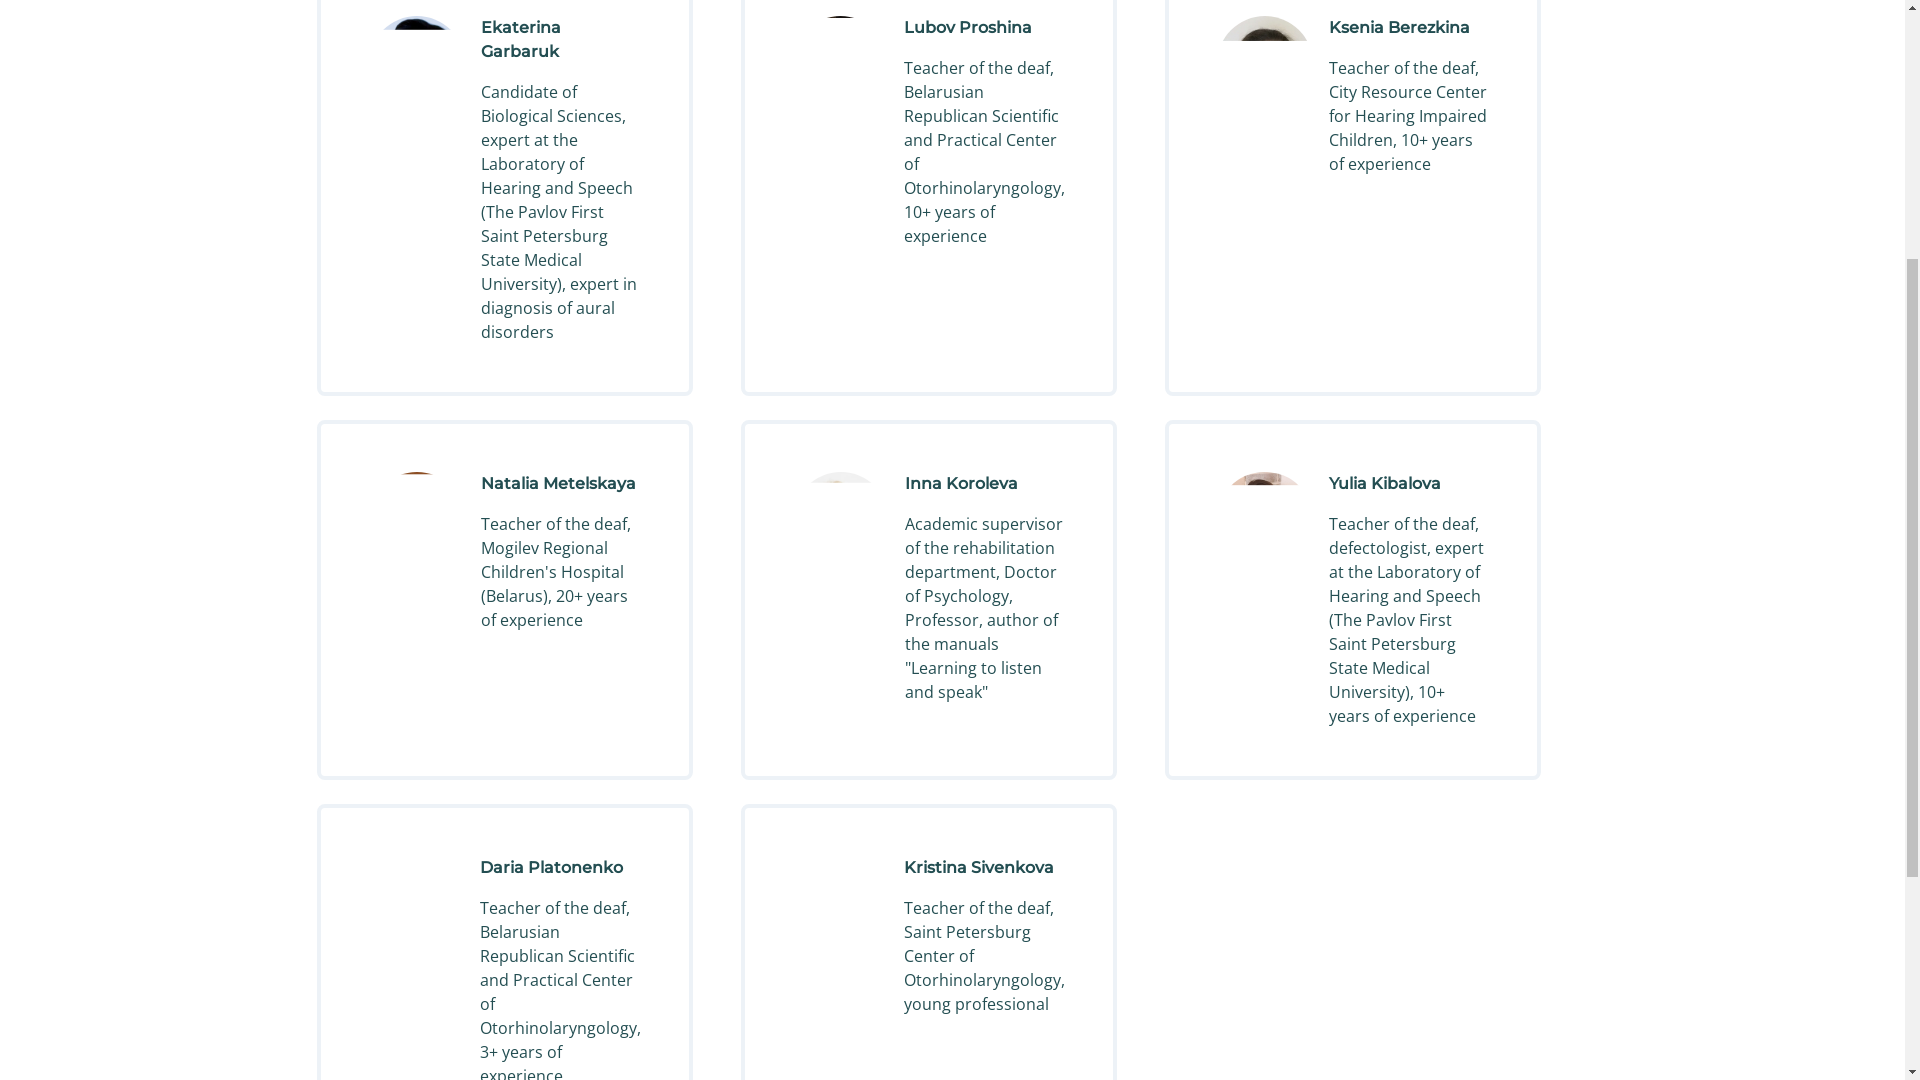 Ekaterina
Garbaruk
Candidate of
Biological Sciences,
expert at the
Laboratory of
Hearing and Speech
(The Pavlov First
Saint Petersburg
State Medical
University), expert in
diagnosis of aural
disorders
Lubov Proshina
Teacher of the deaf,
Belarusian
Republican Scientific
and Practical Center
of
Otorhinolaryngology,
10+ years of
experience
Ksenia Berezkina
Teacher of the deaf,
City Resource Center
for Hearing Impaired
Children, 10+ years
of experience
Natalia Metelskaya
Teacher of the deaf,
Mogilev Regional
Children's Hospital
(Belarus), 20+ years
of experience
Inna Koroleva
Academic supervisor
of the rehabilitation
department, Doctor
of Psychology,
Professor, author of
the manuals
"Learning to listen
and speak"
Yulia Kibalova
Teacher of the deaf,
defectologist, expert
at the Laboratory of
Hearing and Speech
(The Pavlov First
Saint Petersburg
State Medical
University), 10+
years of experience
Daria Platonenko
Teacher of the deaf,
Belarusian
Republican Scientific
and Practical Center
of
Otorhinolaryngology,
3+ years of
experience
Kristina Sivenkova
Teacher of the deaf,
Saint Petersburg
Center of
Otorhinolaryngology,
young professional